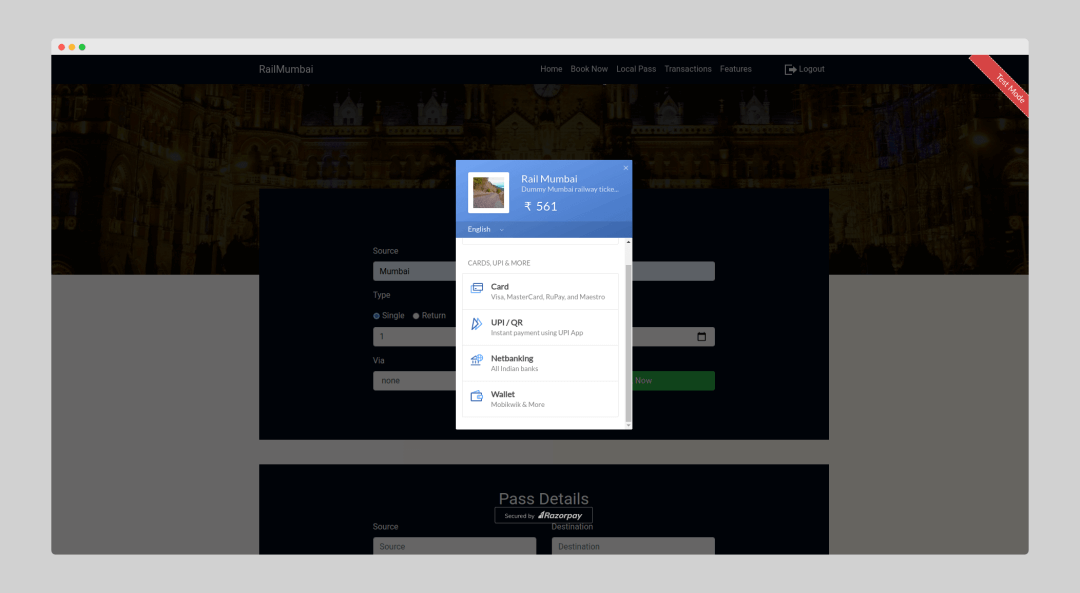 RailMumbai
Home Book Now Local Pass Transactions Features Logout
Test Mode
Rail Mumbai
Dummy Mumbai railway ticke...
₹ 561
English
Source
Mumbai
Type
Single Return
1
Via
none
Now
CARDS, UPI & MORE
Card
Visa, MasterCard, RuPay, and Maestro
UPI / QR
Instant payment using UPI App
Netbanking
All Indian banks
Wallet
Mobikwik & More
Pass Details
Secured by Razorpay
Source Destination
Source Destination